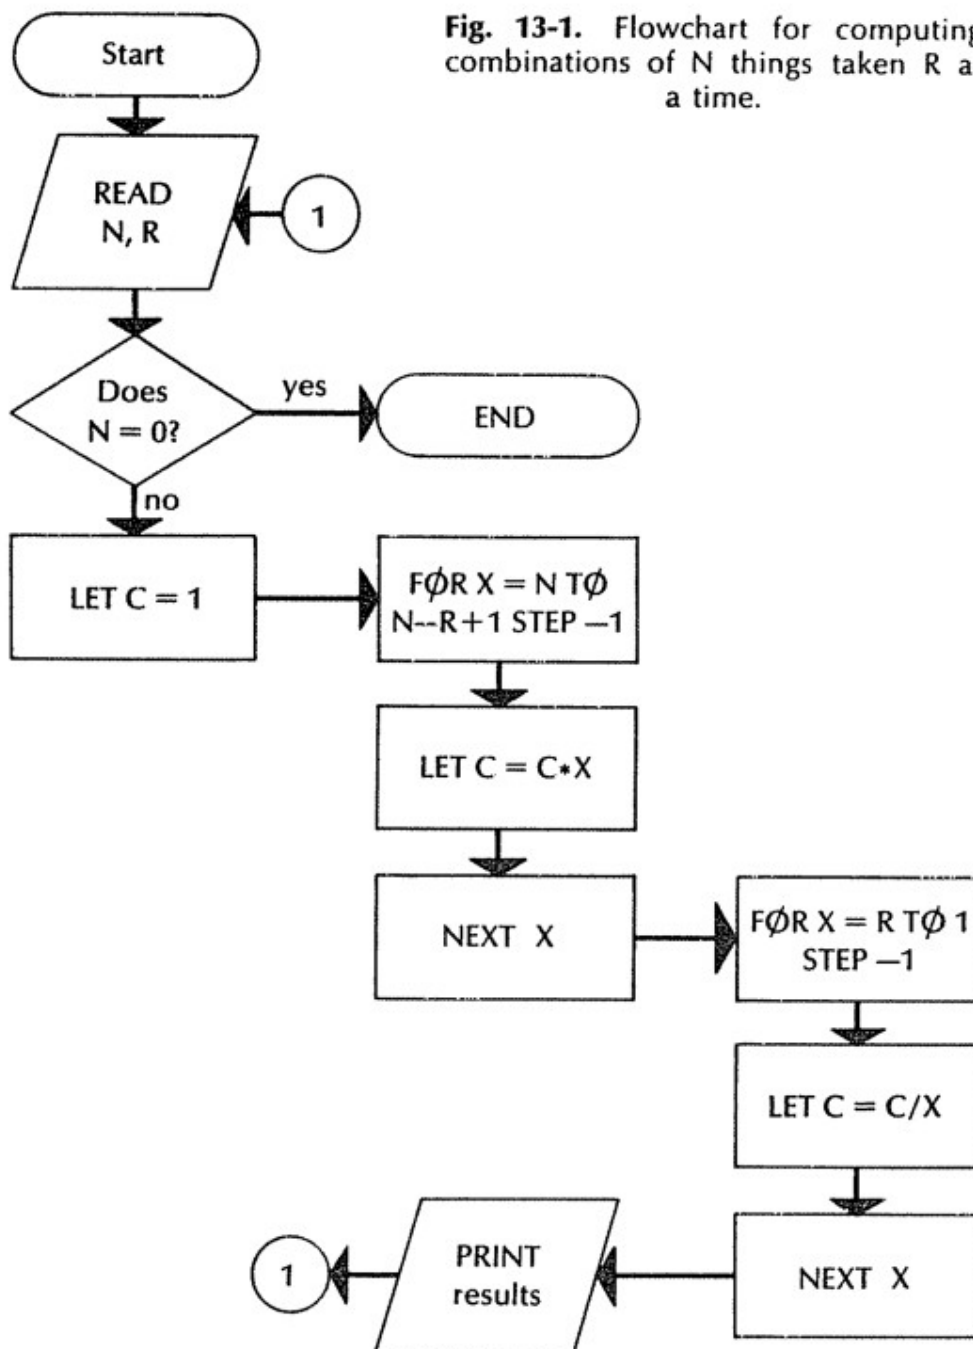 Fig. 13-1. Flowchart for computing
combinations of N things taken R a
a time.
Start
READ
N, R
1
Does
N = 0?
yes
END
no
LET C = 1
FØR X = N TØ
N--R+1 STEP —1
LET C = C*X
NEXT X
FØR X = R TØ 1
STEP —1
LET C = C/X
NEXT X
PRINT
results
1